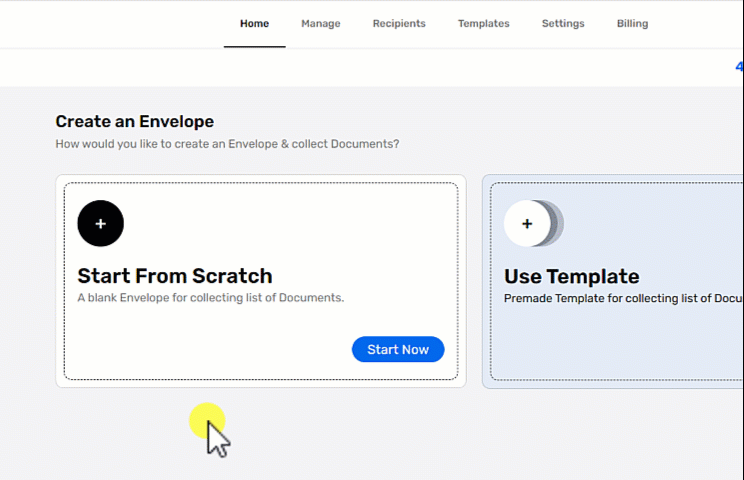 Home Manage Recipients Templates Settings Billing
4
Create an Envelope
How would you like to create an Envelope & collect Documents?
+
Start From Scratch
A blank Envelope for collecting list of Documents.
Start Now
+
Use Template
Premade Template for collecting list of Docu